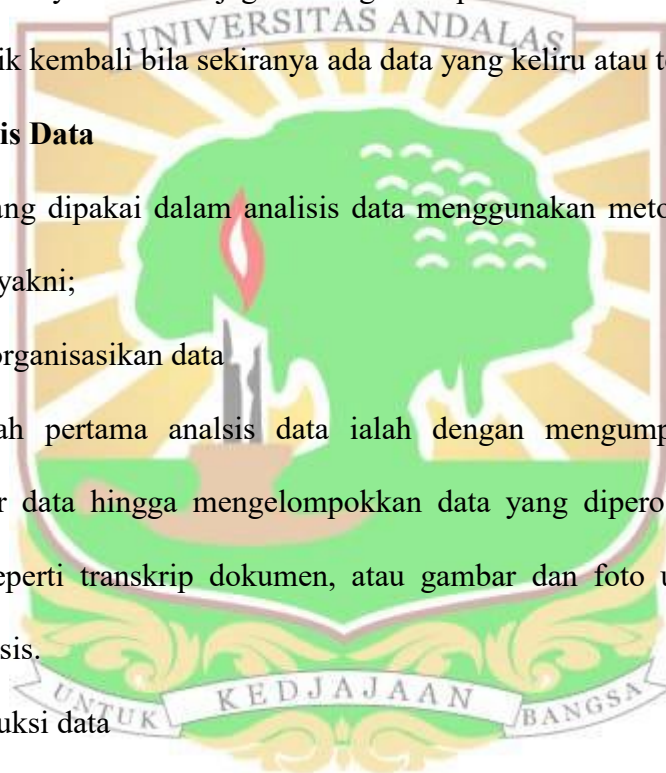 UNIVERSITAS ANDALAS
ik kembali bila sekiranya ada data yang keliru atau t
is Data
ang dipakai dalam analisis data menggunakan meto
yakni;
organisasikan data
ah pertama analsis data ialah dengan mengump
r data hingga mengelompokkan data yang dipero
seperti transkrip dokumen, atau gambar dan foto u
sis.
UNTUK KEDJAJAAN BANGSA
uksi data